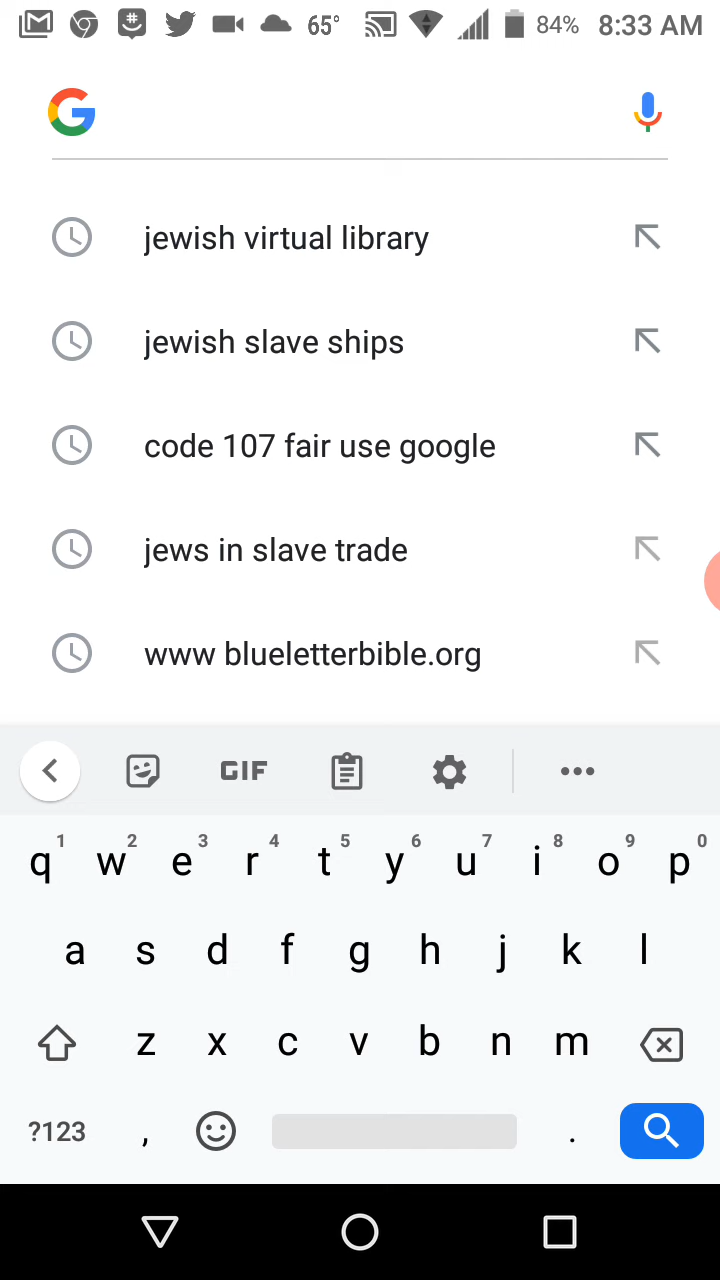 65° 84% 8:33 AM
G
jewish virtual library
jewish slave ships
code 107 fair use google
jews in slave trade
www blueletterbible.org
GIF
1 2 3 4 5 6 7 8 9 0
q w e r t y u i o p
a s d f g h j k l
z x c v b n m
?123 , .